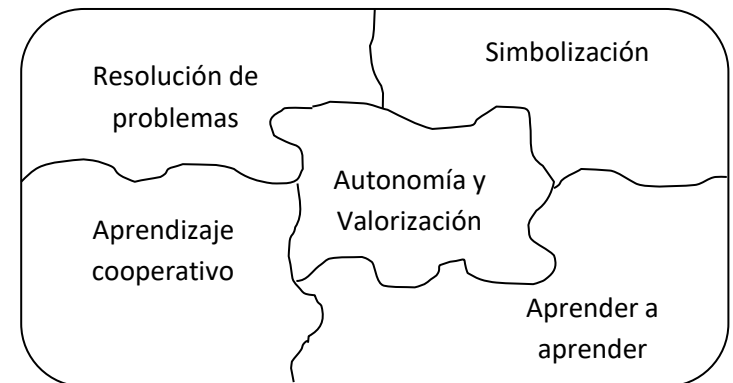 Resolución de
problemas
Simbolización
Autonomía y
Valorización
Aprendizaje
cooperativo
Aprender a
aprender